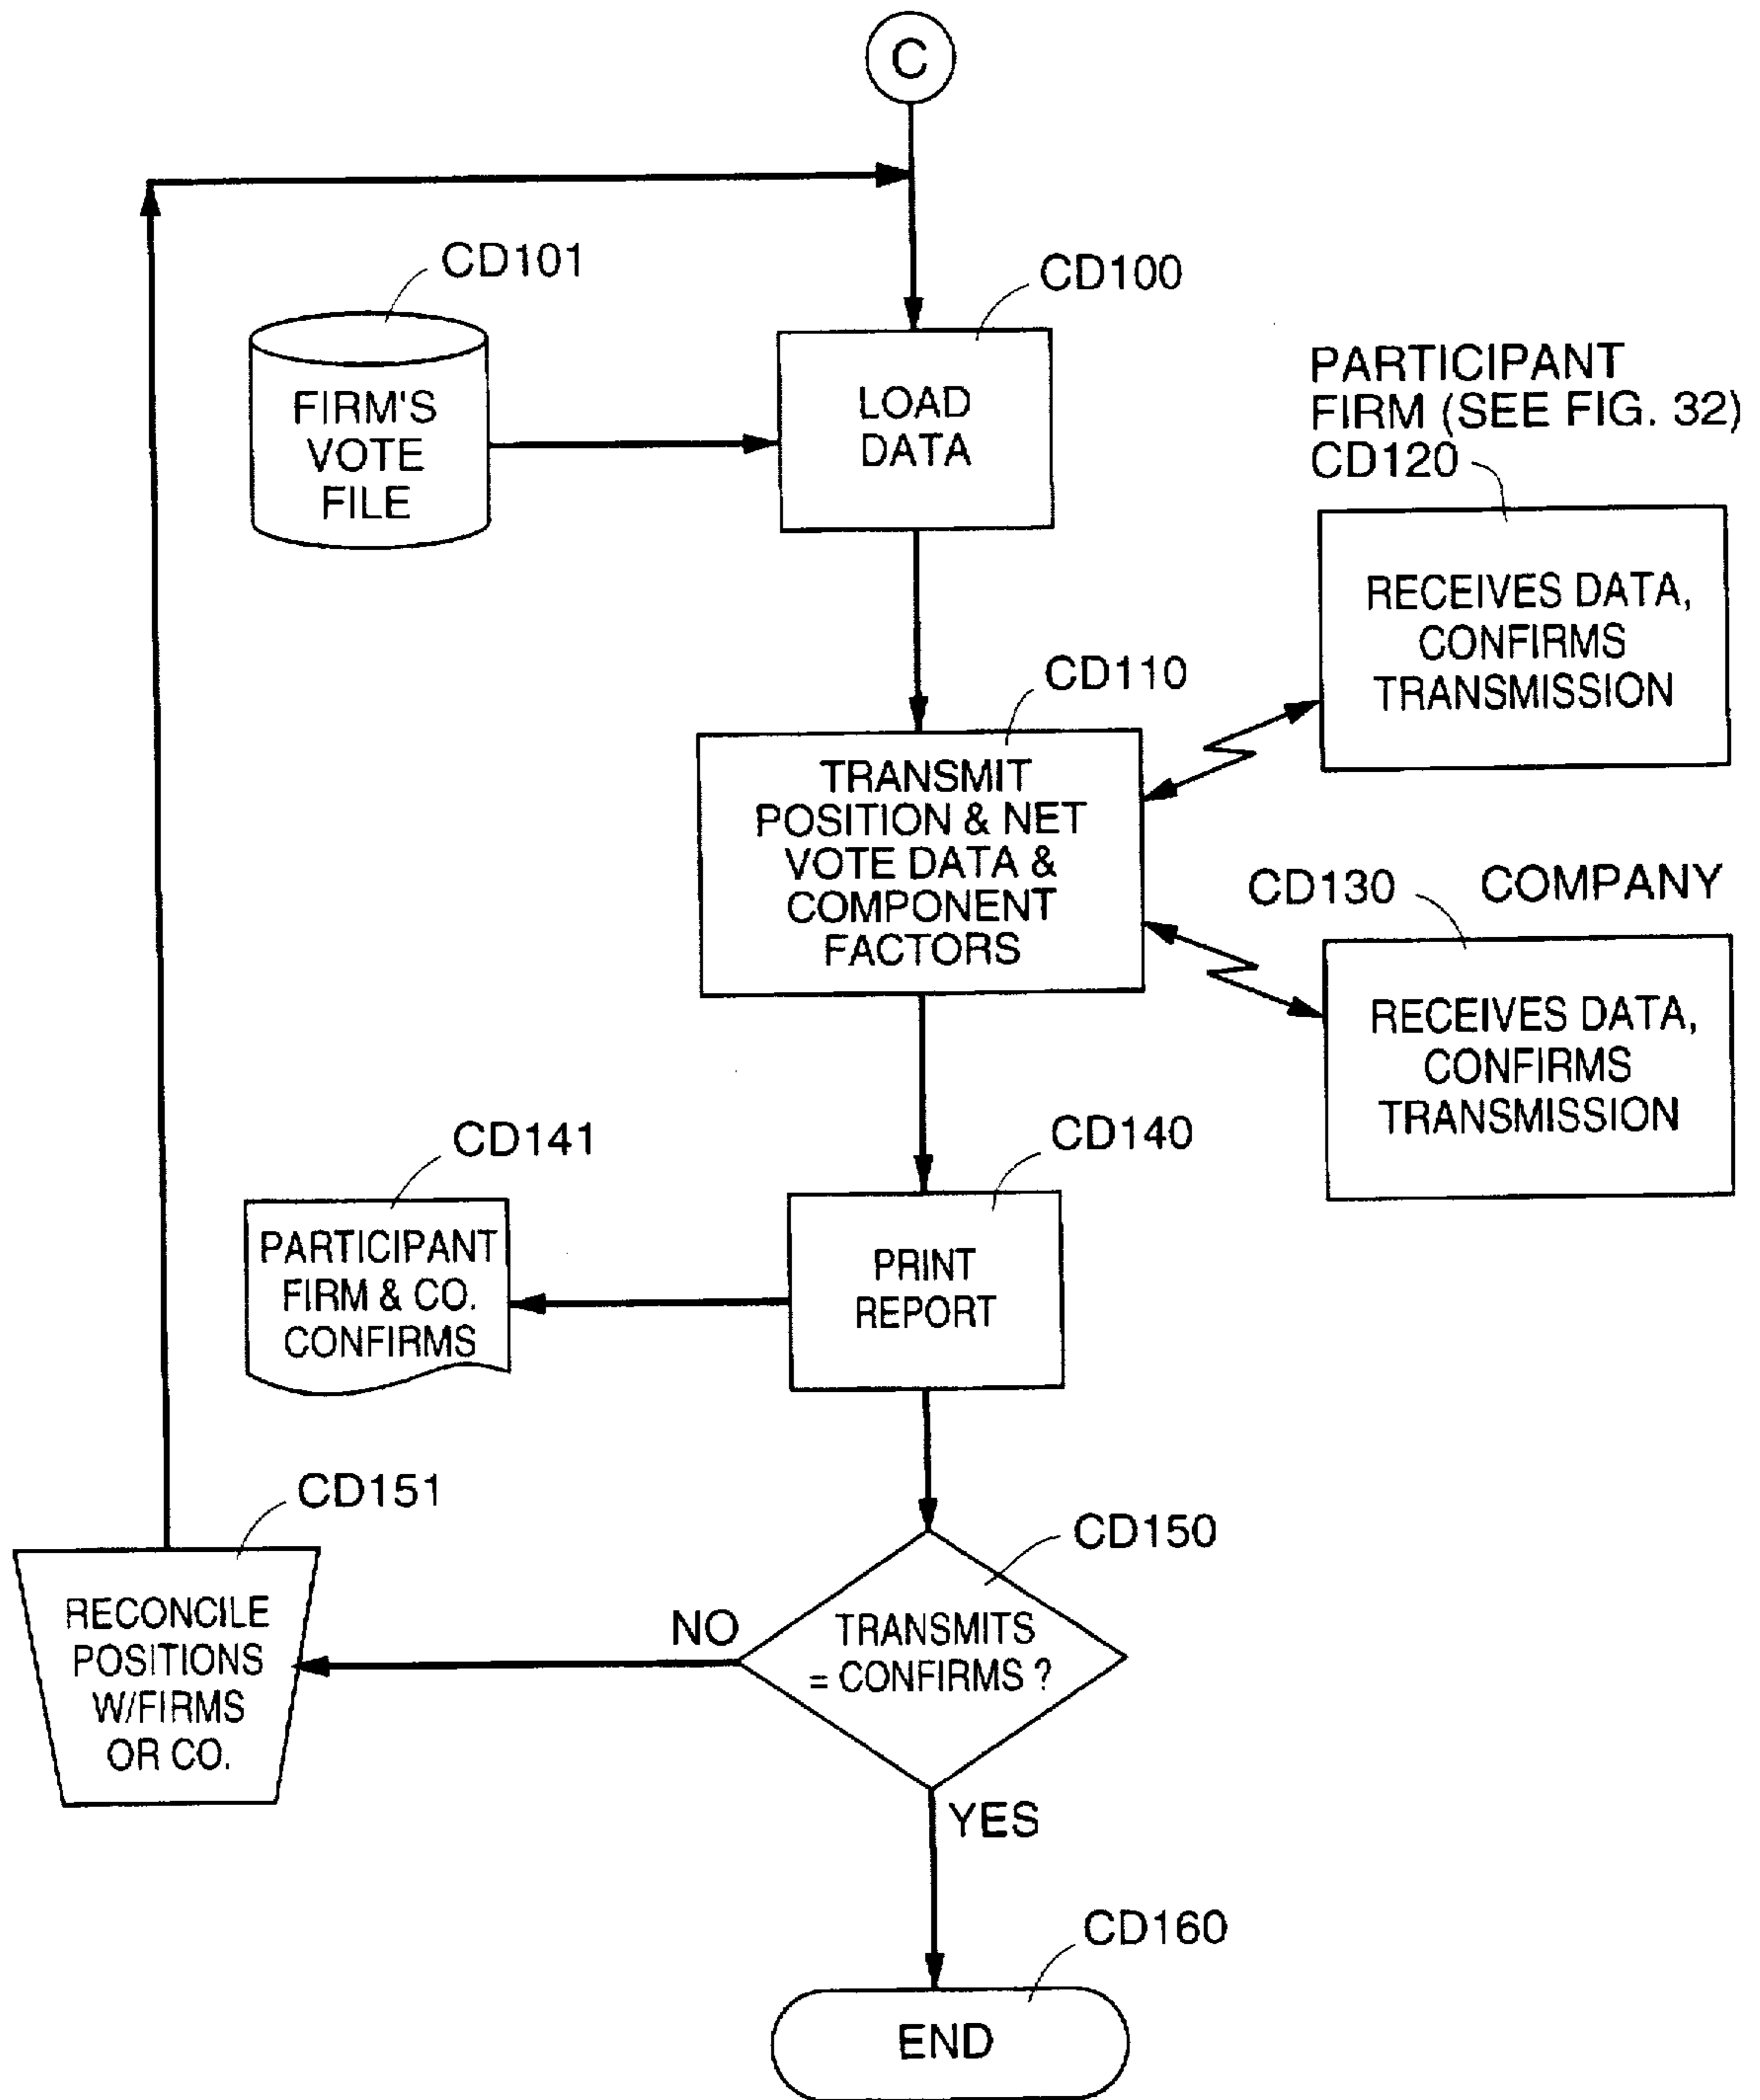 C
CD101
CD100
FIRM'S
VOTE
FILE
LOAD
DATA
PARTICIPANT
FIRM (SEE FIG. 32)
CD120
RECEIVES DATA,
CONFIRMS
TRANSMISSION
CD110
TRANSMIT
POSITION & NET
VOTE DATA &
COMPONENT
FACTORS
CD130 COMPANY
RECEIVES DATA,
CONFIRMS
TRANSMISSION
CD141
CD140
PARTICIPANT
FIRM & CO.
CONFIRMS
PRINT
REPORT
CD151
CD150
RECONCILE
POSITIONS
W/FIRMS
OR CO.
NO
TRANSMITS
= CONFIRMS ?
YES
CD160
END